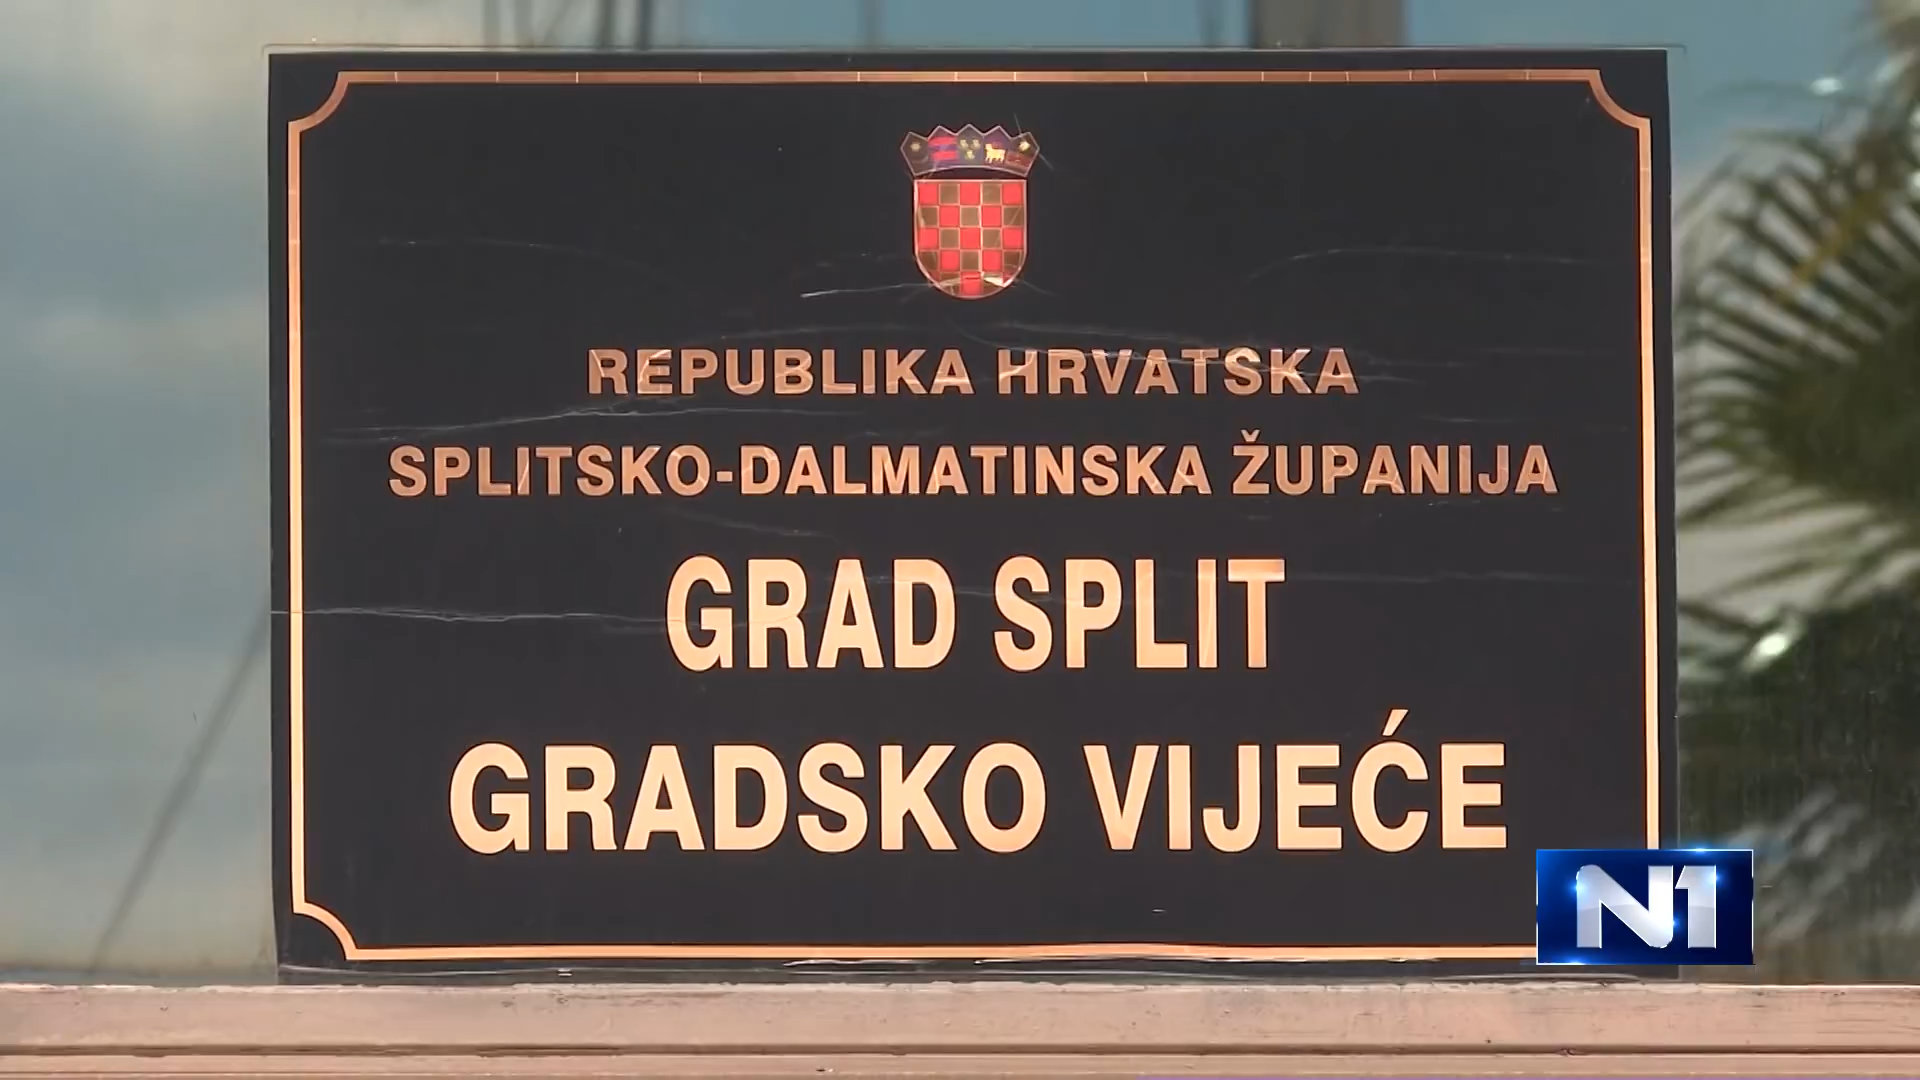 REPUBLIKA HRVATSKA
SPLITSKO-DALMATINSKA ŽUPANIJA
GRAD SPLIT
GRADSKO VIJEĆE
N1